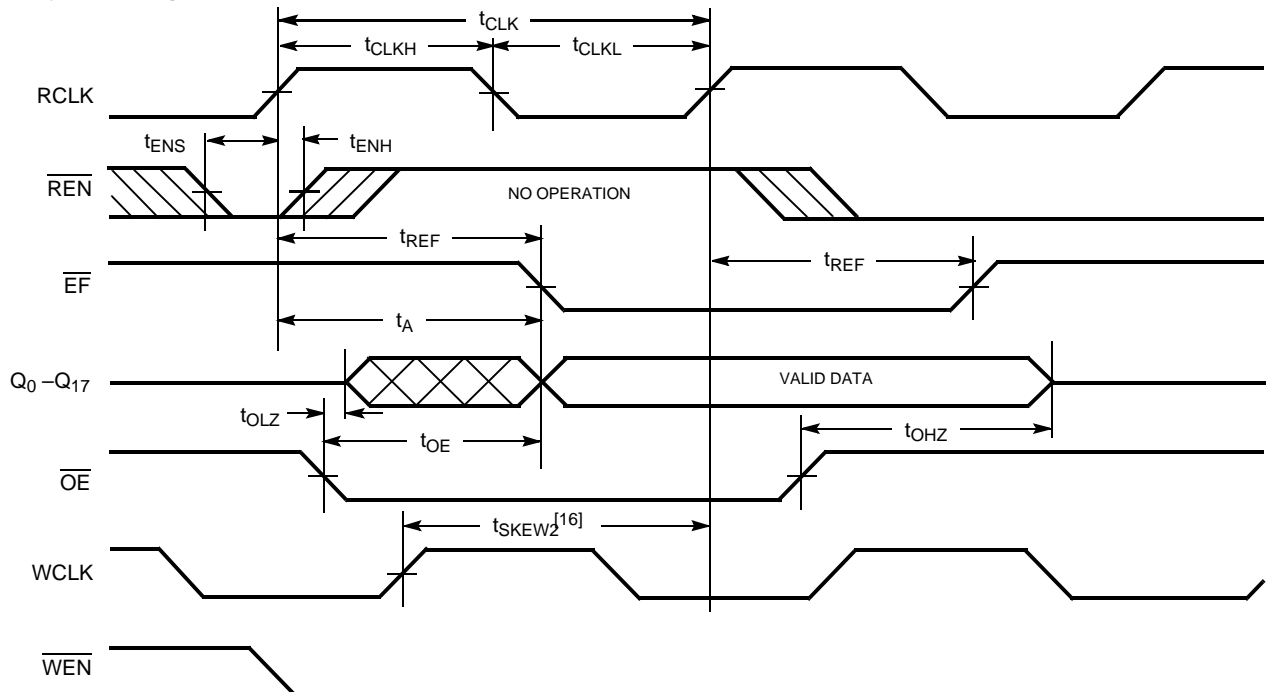 tCLK
tCLKH tCLKL
RCLK
tENS tENH
REN NO OPERATION
tREF tREF
EF
tA
Q0 –Q17 VALID DATA
tOLZ tOE tOHZ
OE
tSKEW2[16]
WCLK
WEN